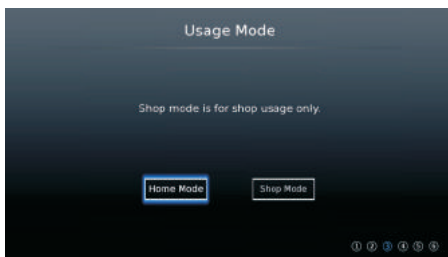 Usage Mode
Shop mode is for shop usage only.
Home Mode Shop Mode
① ② ③ ④ ⑤ ⑥